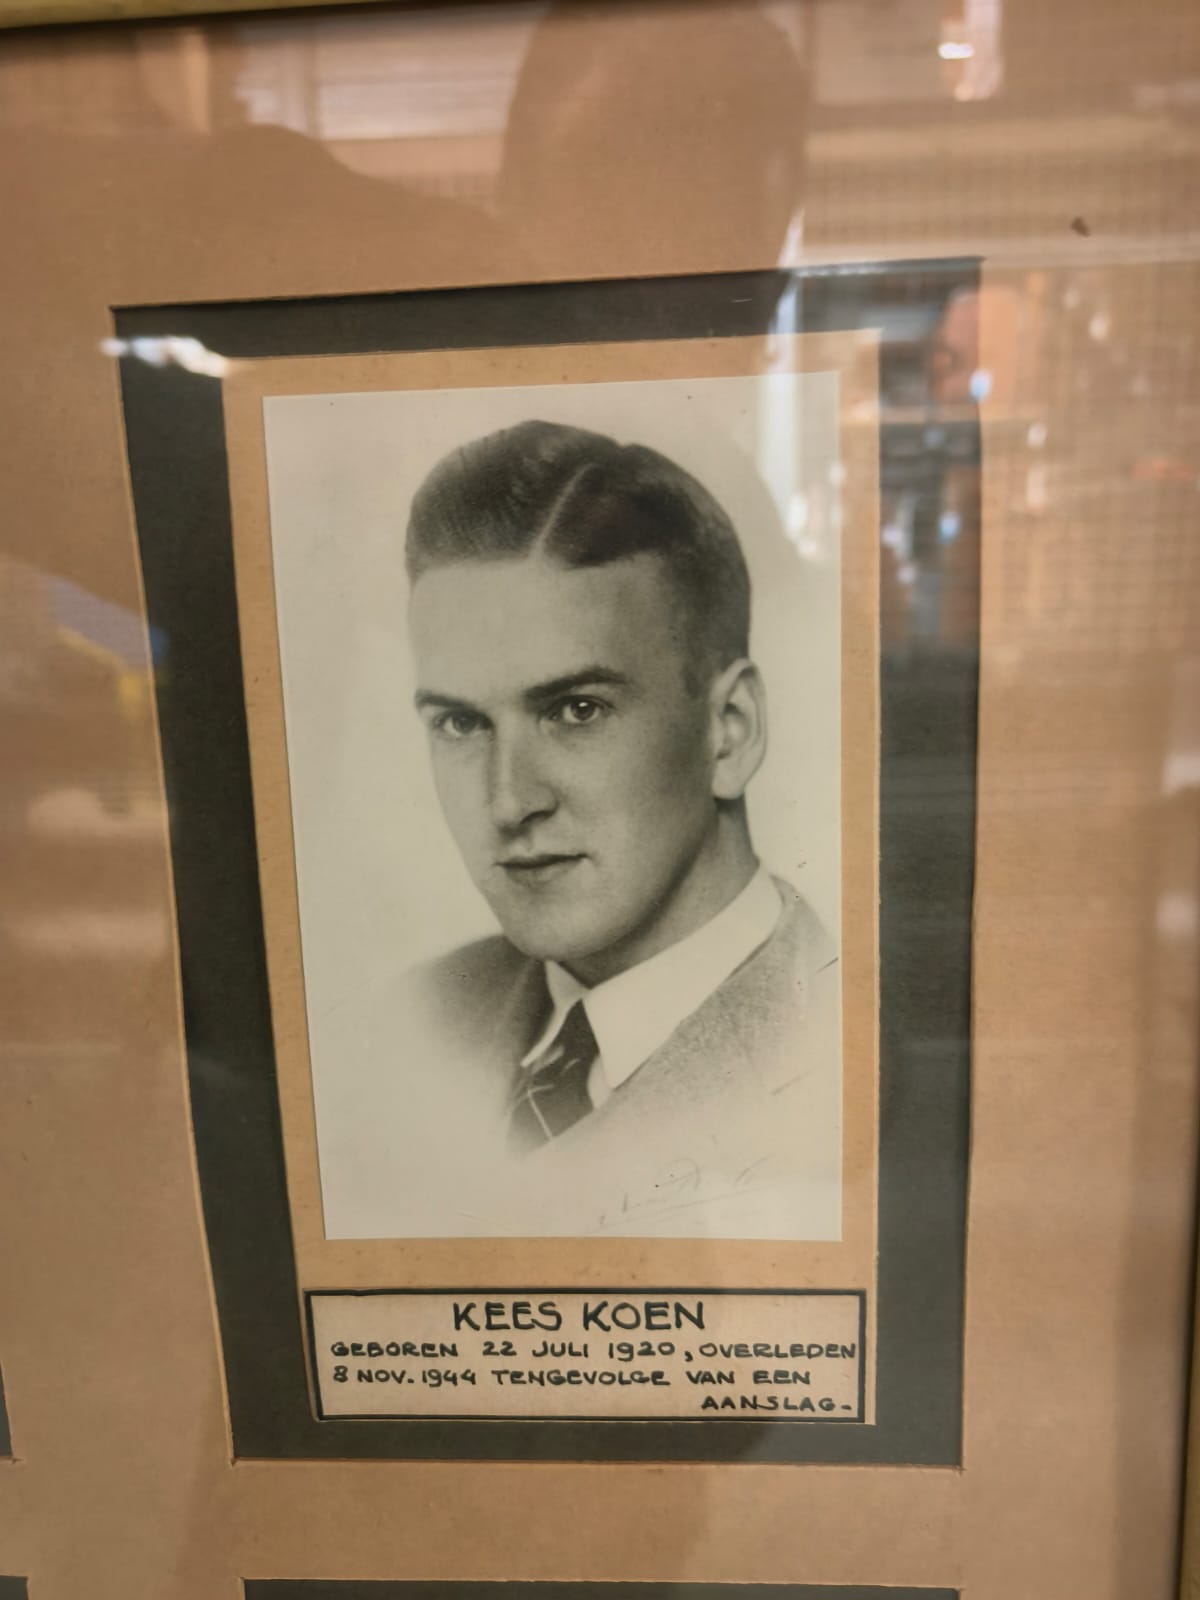 KEES KOEN
GEBOREN 22 JULI 1920, OVERLEDEN
8 NOV. 1944 TENGEVOLGE VAN EEN
AANSLAG-